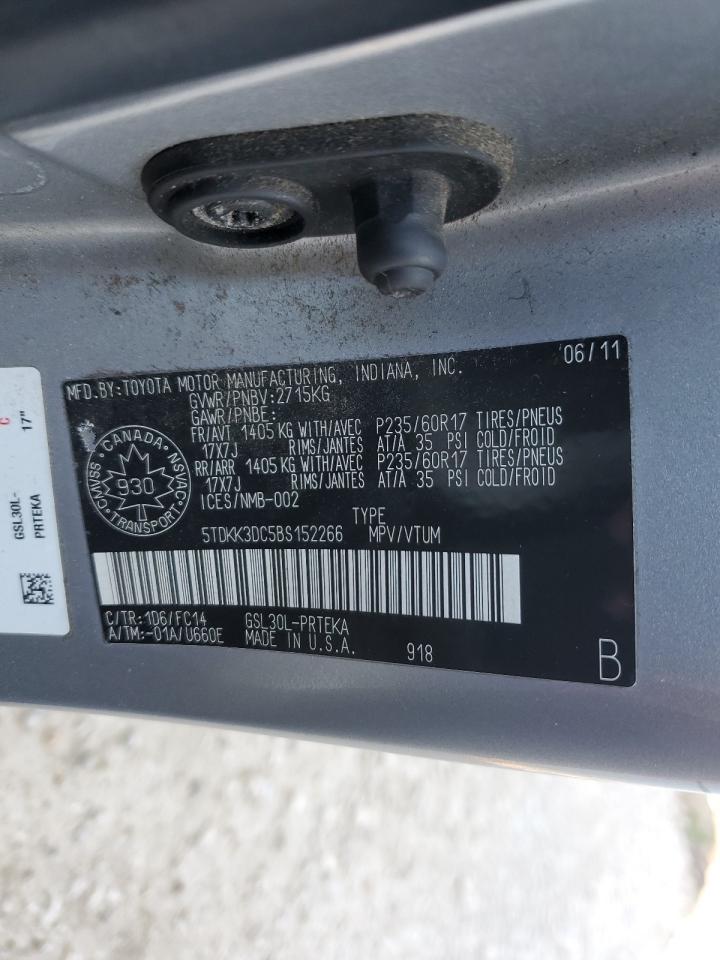 MFD.BY:TOYOTA MOTOR MANUFACTURING, INDIANA, INC. 06/11
GVWR/PNBV:2715KG
GAWR/PNBE:
FR/AVT 1405 KG WITH/AVEC P235/60R17 TIRES/PNEUS
17X7J RIMS/JANTES AT/A 35 PSI COLD/FROID
RR/ARR 1405 KG WITH/AVEC P235/60R17 TIRES/PNEUS
17X7J RIMS/JANTES AT/A 35 PSI COLD/FROID
ICES/NMB-002
TYPE
5TDKK3DC5BS152266 MPV/VTUM
C/TR:1D6/FC14 GSL30L-PRTEKA
A/TM:-01A/U660E MADE IN U.S.A. 918
B
CANADA
CMVSS
NSVAC
930
TRANSPORT
C
17"
GSL30L-
PRTEKA